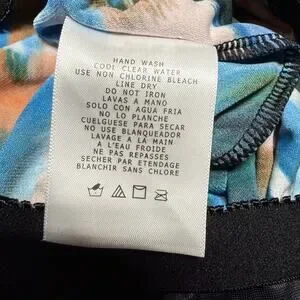 HAND WASH
COOL CLEAR WATER
USE NON CHLORINE BLEACH
LINE DRY
DO NOT IRON
LAVAS A MANO
SOLO CON AGUA FRIA
NO LO PLANCHE
CUELGUESE PARA SECAR
NO USE BLANQUEADOR
LAVAGE A LA MAIN
A L'EAU FROIDE
NE PAS REPASSES
SECHER PAR ETENDAGE
BLANCHIR SANS CHLORE